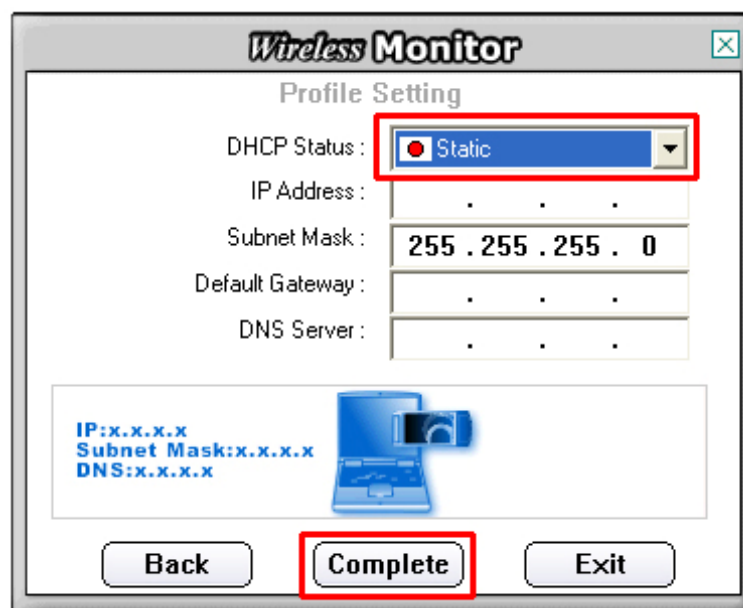 Wireless Monitor
Profile Setting
DHCP Status : Static
IP Address : . . .
Subnet Mask : 255 . 255 . 255 . 0
Default Gateway : . . .
DNS Server : . . .
IP:x.x.x.x
Subnet Mask:x.x.x.x
DNS:x.x.x.x
Back Complete Exit